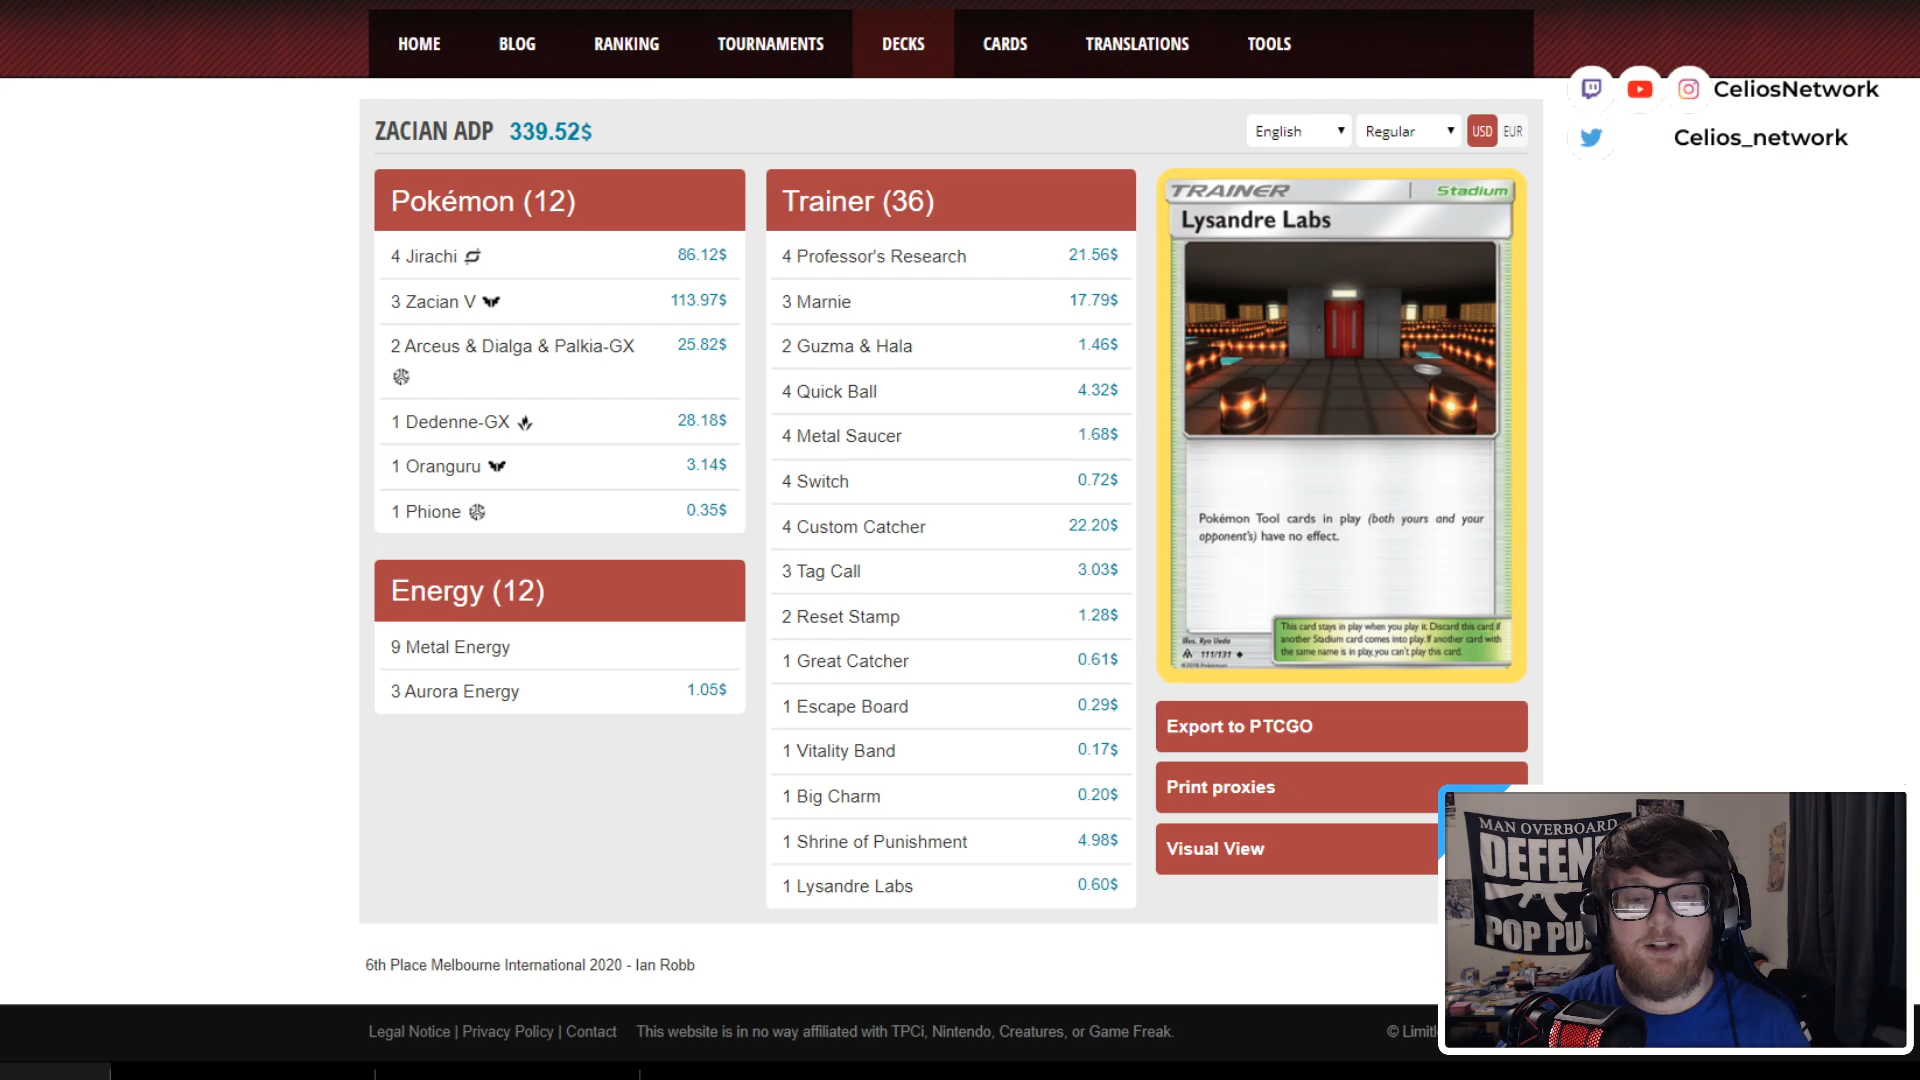 HOME BLOG RANKING TOURNAMENTS DECKS CARDS TRANSLATIONS TOOLS
CeliosNetwork
Celios_network
ZACIAN ADP 339.52$
English ▼ Regular ▼ USD EUR
Pokémon (12)
4 Jirachi 86.12$
3 Zacian V 113.97$
2 Arceus & Dialga & Palkia-GX 25.82$
1 Dedenne-GX 28.18$
1 Oranguru 3.14$
1 Phione 0.35$
Energy (12)
9 Metal Energy
3 Aurora Energy 1.05$
Trainer (36)
4 Professor's Research 21.56$
3 Marnie 17.79$
2 Guzma & Hala 1.46$
4 Quick Ball 4.32$
4 Metal Saucer 1.68$
4 Switch 0.72$
4 Custom Catcher 22.20$
3 Tag Call 3.03$
2 Reset Stamp 1.28$
1 Great Catcher 0.61$
1 Escape Board 0.29$
1 Vitality Band 0.17$
1 Big Charm 0.20$
1 Shrine of Punishment 4.98$
1 Lysandre Labs 0.60$
TRAINER Stadium
Lysandre Labs
Pokémon Tool cards in play (both yours and your
opponent's) have no effect.
This card stays in play when you play it. Discard this card if
another Stadium card comes into play. If another card with
the same name is in play, you can't play this card.
Illus. Ryo Ueda
111/131
©2018 Pokémon
Export to PTCGO
Print proxies
Visual View
MAN OVERBOARD
DEFEN
POP PU
6th Place Melbourne International 2020 - Ian Robb
Legal Notice | Privacy Policy | Contact This website is in no way affiliated with TPCi, Nintendo, Creatures, or Game Freak.
© Limitl